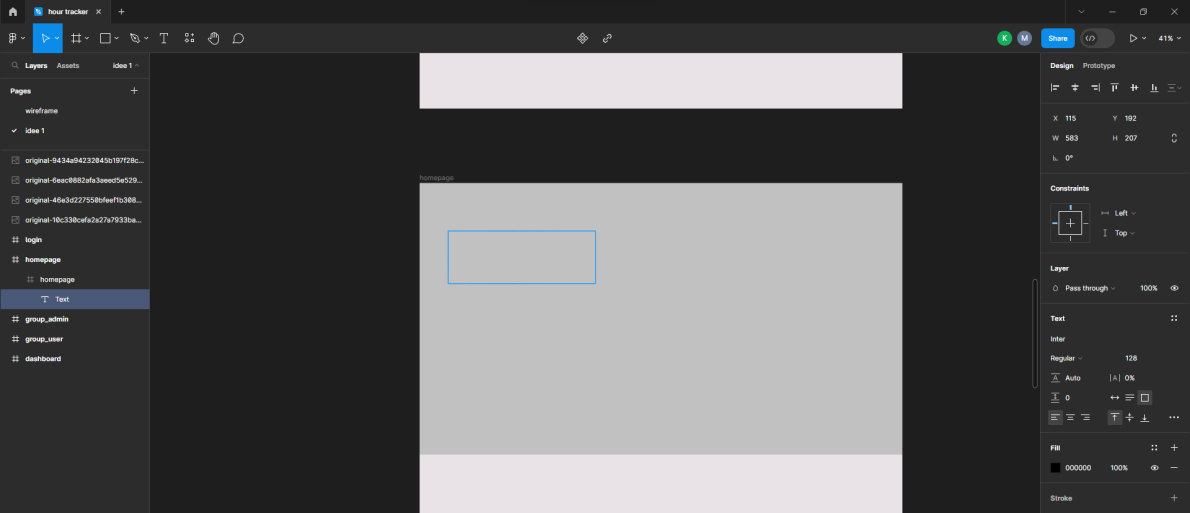 hour tracker
K
M
Share
41%
Layers
Assets
idee 1
Design
Prototype
Pages
X 115
Y 192
wireframe
idee 1
W 583
H 207
0°
original-9434a94232045b197f28c...
original-6eac0882afa3aeed5e529...
original-46e3d227550bfeef1b308...
original-10c330cefa2a27a7933ba...
login
homepage
homepage
Text
group_admin
group_user
dashboard
homepage
Constraints
Left
Top
Layer
Pass through
100%
Text
Inter
Regular
128
Auto
|A| 0%
0
Fill
000000
100%
Stroke